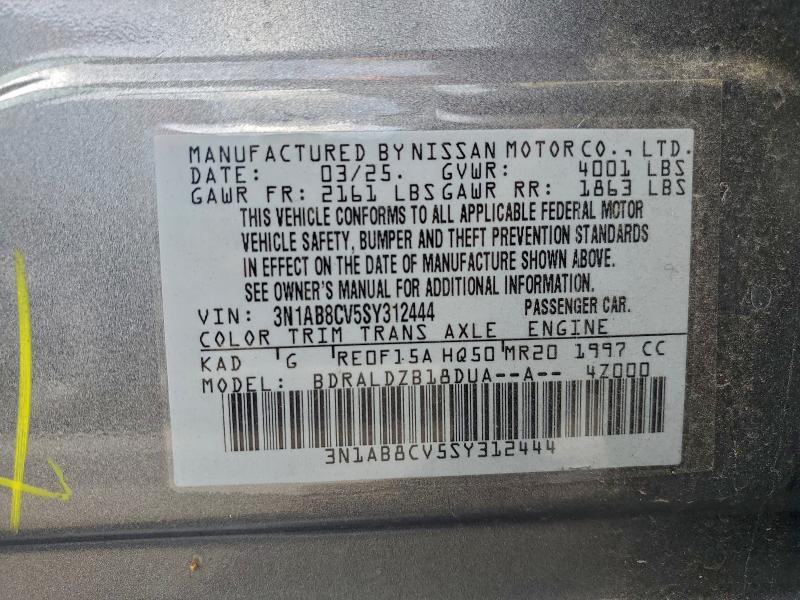 MANUFACTURED BY NISSAN MOTOR CO., LTD.
DATE: 03/25. GVWR: 4001 LBS
GAWR FR: 2161 LBS GAWR RR: 1863 LBS
THIS VEHICLE CONFORMS TO ALL APPLICABLE FEDERAL MOTOR
VEHICLE SAFETY, BUMPER AND THEFT PREVENTION STANDARDS
IN EFFECT ON THE DATE OF MANUFACTURE SHOWN ABOVE.
SEE OWNER'S MANUAL FOR ADDITIONAL INFORMATION.
VIN: 3N1AB8CV5SY312444 PASSENGER CAR.
COLOR TRIM TRANS AXLE ENGINE
KAD G RE0F15A HQ50 MR20 1997 CC
MODEL: BDRALDZB18DUA--A-- 4Z000
3N1AB8CV5SY312444